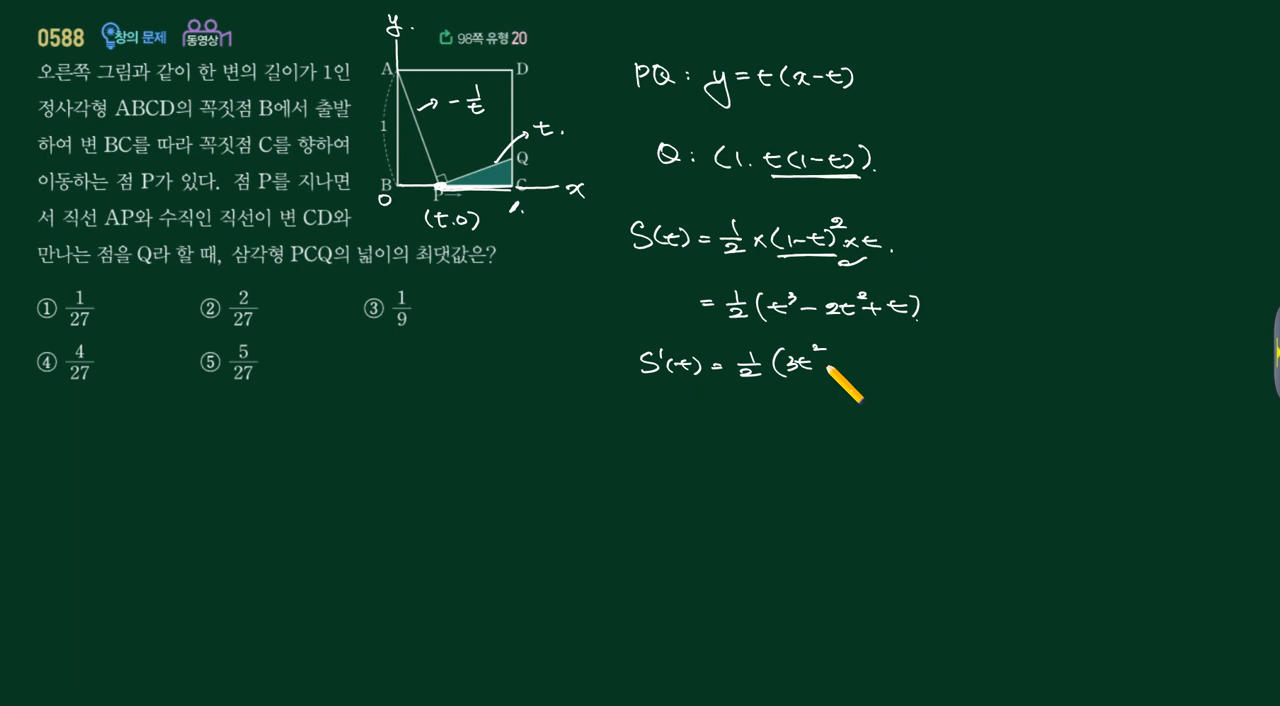 0588 창의 문제 동영상 98쪽 유형 20
오른쪽 그림과 같이 한 변의 길이가 1인
정사각형 ABCD의 꼭짓점 B에서 출발
하여 변 BC를 따라 꼭짓점 C를 향하여
이동하는 점 P가 있다. 점 P를 지나면
서 직선 AP와 수직인 직선이 변 CD와
만나는 점을 Q라 할 때, 삼각형 PCQ의 넓이의 최댓값은?
① 1/27 ② 2/27 ③ 1/9
④ 4/27 ⑤ 5/27
y.
A D
→ -1/t
1
t.
Q
B P C x
0 (t.0) 1.
PQ : y=t(x-t)
Q : (1. t(1-t)).
S(t) = 1/2 × (1-t)² × t.
= 1/2 (t³ - 2t² + t)
S'(t) = 1/2 (3t²